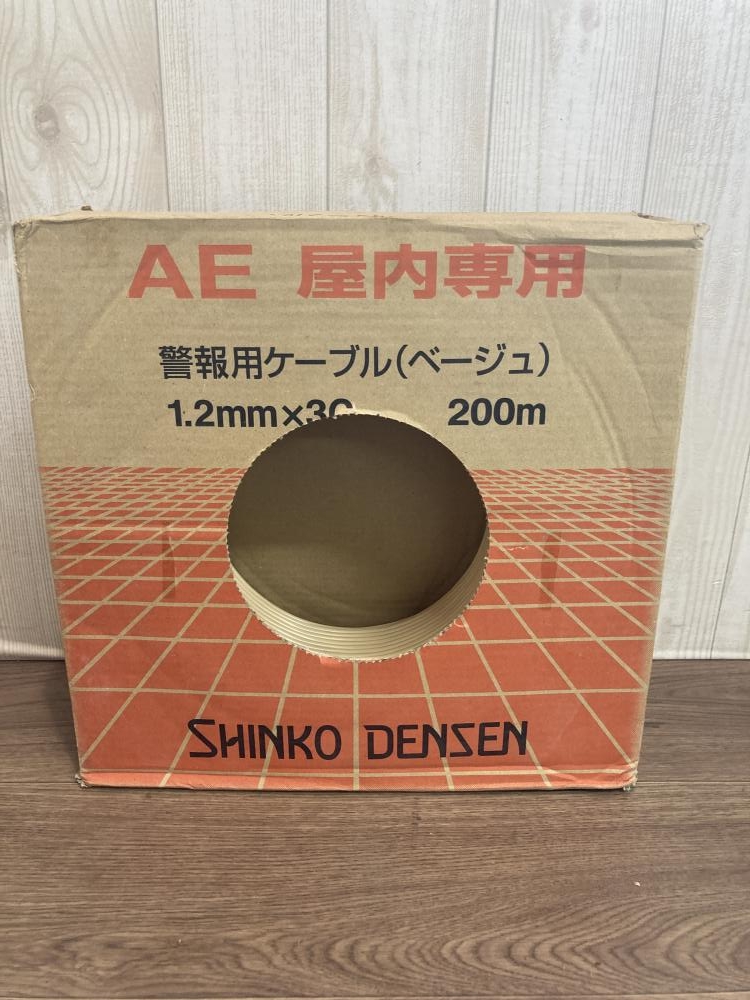 AE 屋内専用
警報用ケーブル(ベージュ)
1.2mm×3C 200m
SHINKO DENSEN